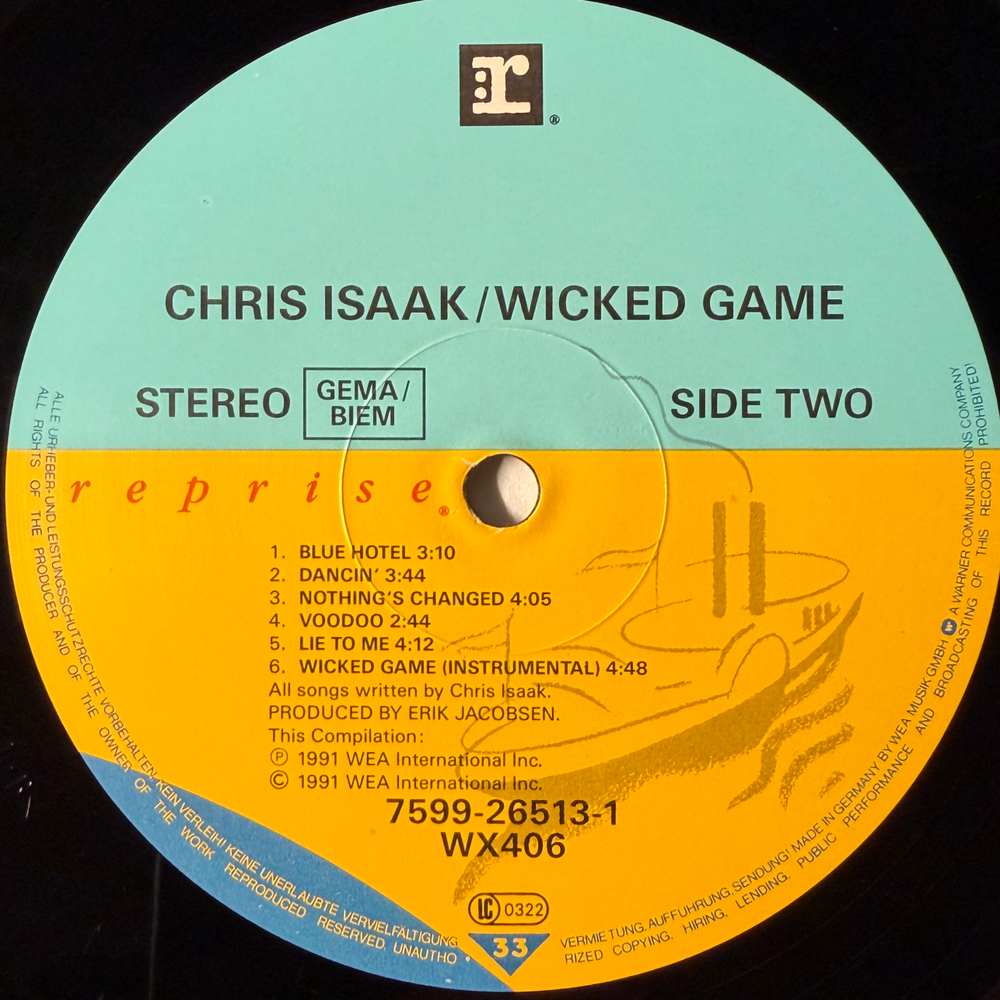 r®
CHRIS ISAAK/WICKED GAME
STEREO
GEMA/
BIEM
SIDE TWO
reprise®
1. BLUE HOTEL 3:10
2. DANCIN' 3:44
3. NOTHING'S CHANGED 4:05
4. VOODOO 2:44
5. LIE TO ME 4:12
6. WICKED GAME (INSTRUMENTAL) 4:48
All songs written by Chris Isaak.
PRODUCED BY ERIK JACOBSEN.
This Compilation:
℗ 1991 WEA International Inc.
© 1991 WEA International Inc.
7599-26513-1
WX406
LC 0322
33
ALLE URHEBER- UND LEISTUNGSSCHUTZRECHTE VORBEHALTEN. KEIN VERLEIH! KEINE UNERLAUBTE VERVIELFÄLTIGUNG, VERMIETUNG, AUFFÜHRUNG, SENDUNG! MADE IN GERMANY BY WEA MUSIK GMBH W A WARNER COMMUNICATIONS COMPANY
ALL RIGHTS OF THE PRODUCER AND OF THE OWNER OF THE WORK REPRODUCED RESERVED UNAUTHORIZED COPYING, HIRING, LENDING, PUBLIC PERFORMANCE AND BROADCASTING OF THIS RECORD PROHIBITED!